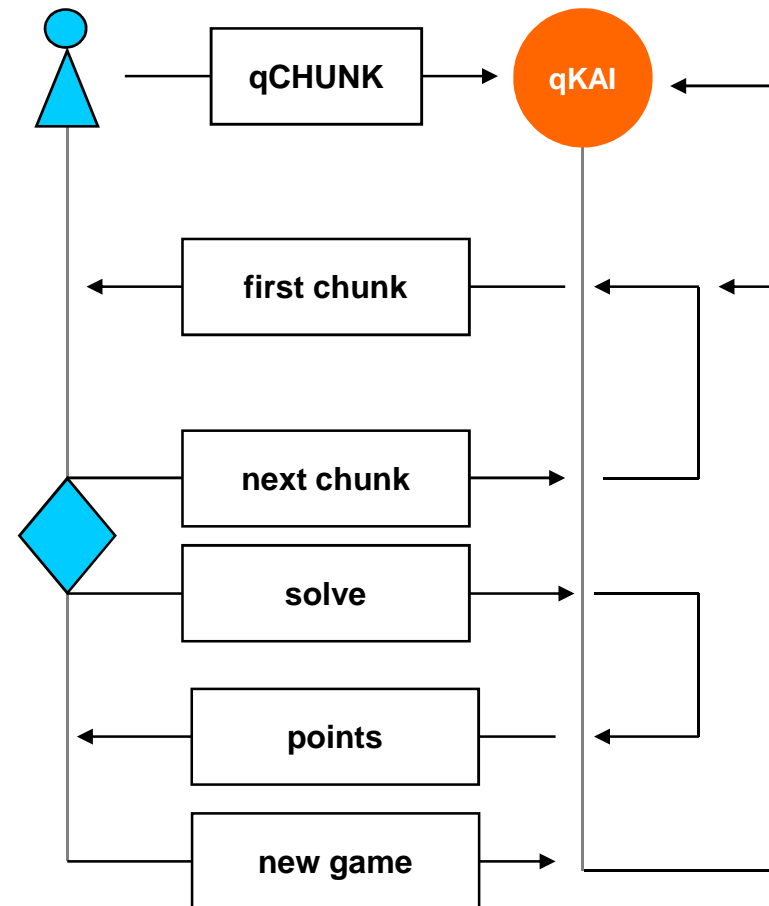 qCHUNK
qKAI
first chunk
next chunk
solve
points
new game